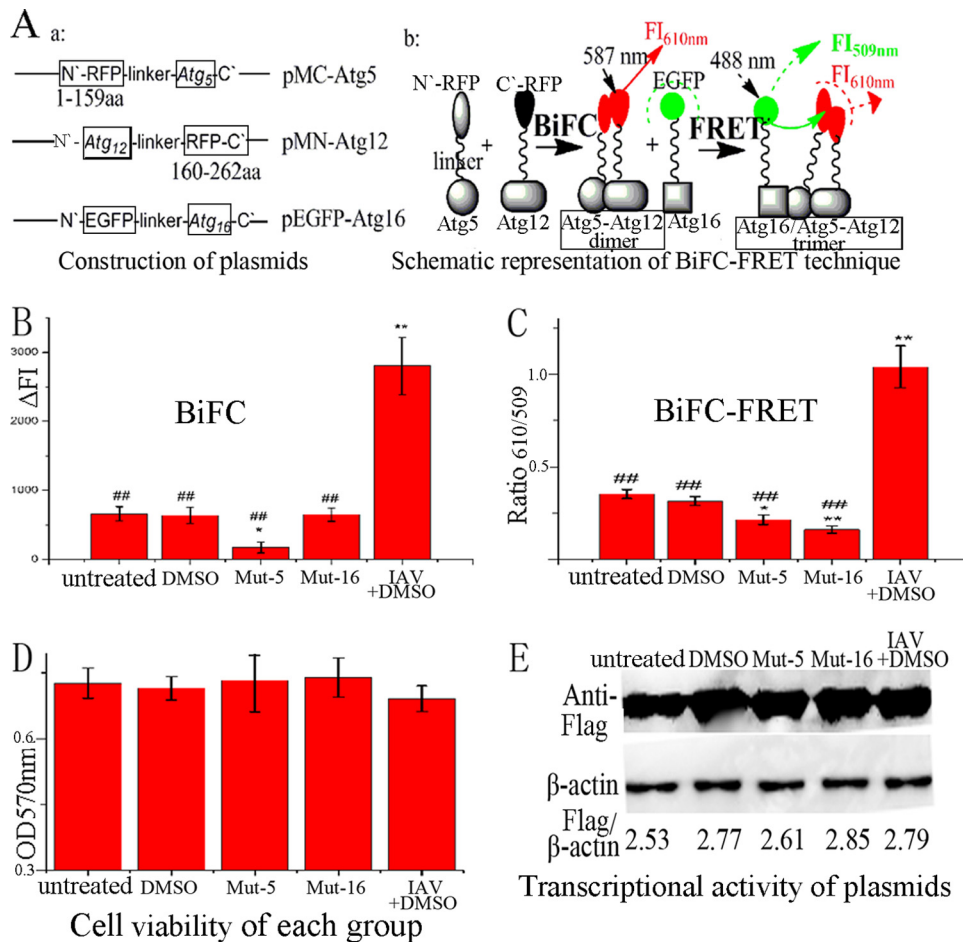 A
a:
N`-RFP-linker-Atg5-C` pMC-Atg5
1-159aa
N`-Atg12-linker-RFP-C` pMN-Atg12
160-262aa
N`-EGFP-linker-Atg16-C` pEGFP-Atg16
Construction of plasmids
b:
FI610nm
FI509nm
587 nm
488 nm
FI610nm
N`-RFP
C`-RFP
EGFP
BiFC
FRET
+
+
linker
Atg5
Atg12
Atg5-Atg12
dimer
Atg16
Atg16/Atg5-Atg12
trimer
Schematic representation of BiFC-FRET technique
B
ΔFI
3000
2000
1000
0
BiFC
##
##
##
*
##
**
untreated DMSO Mut-5 Mut-16 IAV
+DMSO
C
Ratio 610/509
1.0
0.5
BiFC-FRET
##
##
##
*
##
**
**
untreated DMSO Mut-5 Mut-16 IAV
+DMSO
D
OD570nm
0.6
0.3
untreated DMSO Mut-5 Mut-16 IAV
+DMSO
Cell viability of each group
E
untreated DMSO Mut-5 Mut-16 IAV
+DMSO
Anti-
Flag
β-actin
Flag/
β-actin
2.53 2.77 2.61 2.85 2.79
Transcriptional activity of plasmids